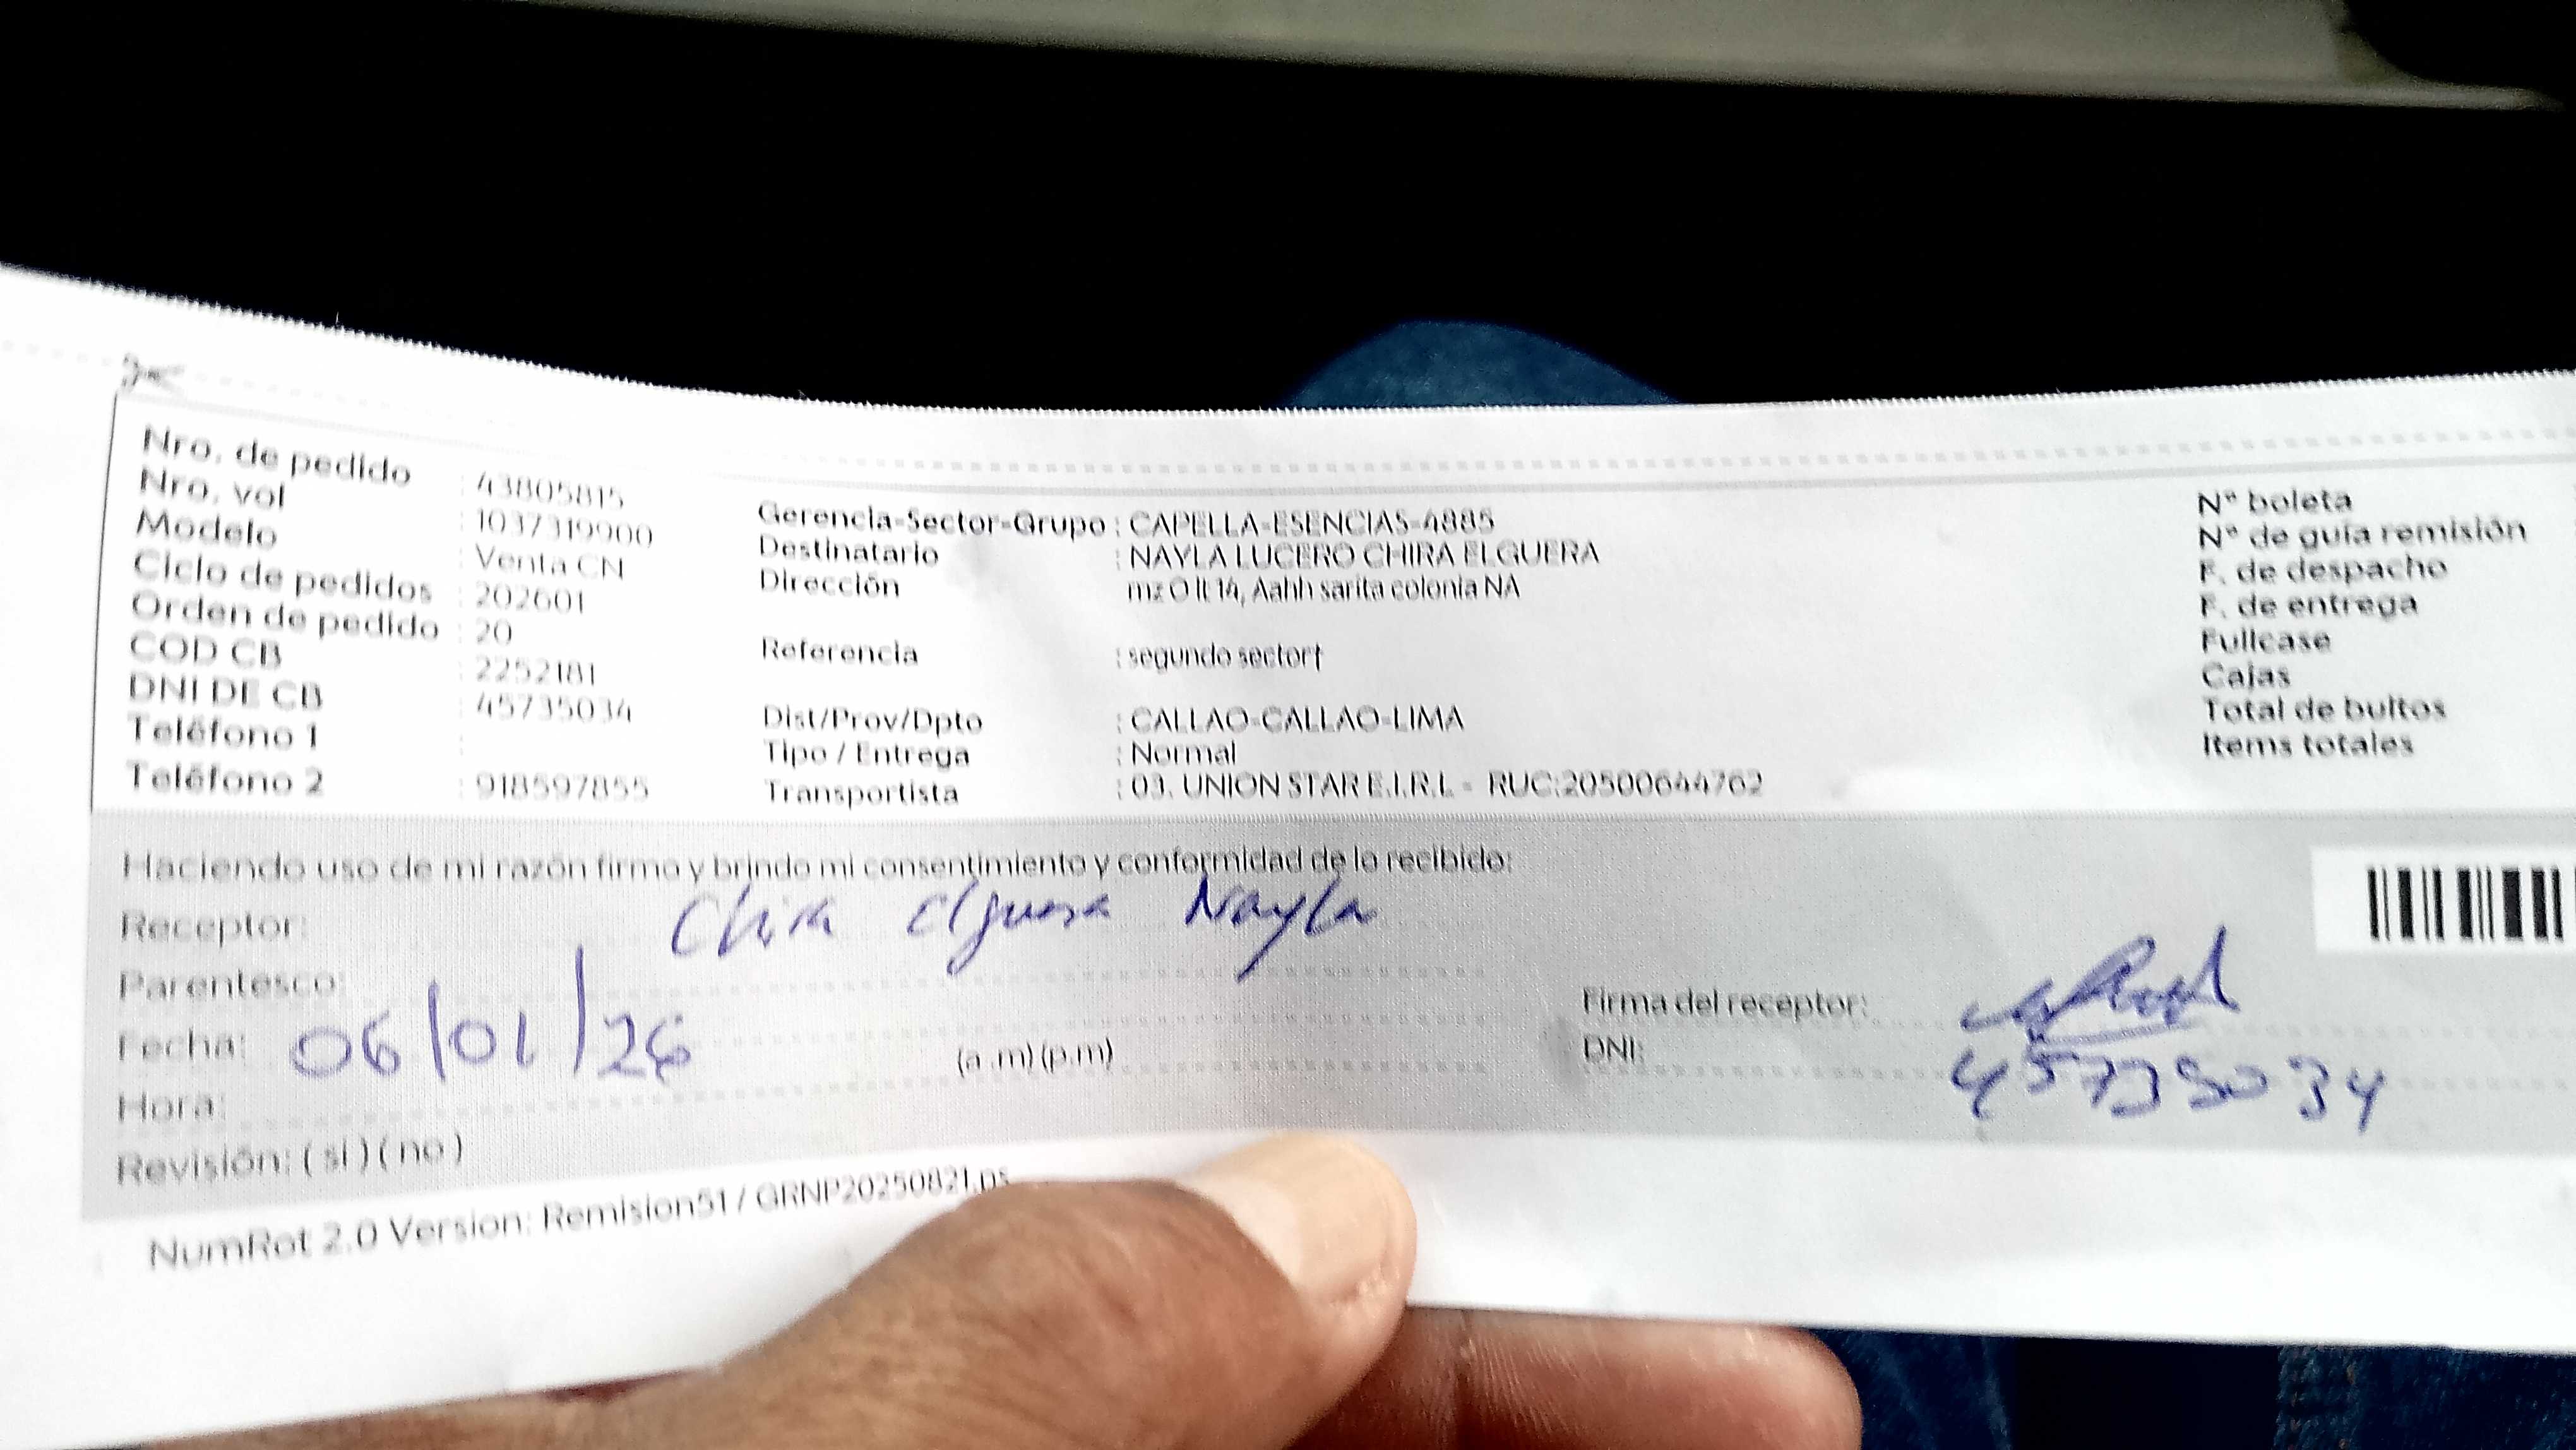 Nro. de pedido : 43805815
Nro. vol : 1037319900
Modelo : Venta CN
Ciclo de pedidos : 202601
Orden de pedido : 20
COD CB : 2252181
DNI DE CB : 45735034
Teléfono 1 :
Teléfono 2 : 918597855
Gerencia-Sector-Grupo : CAPELLA-ESENCIAS-4885
Destinatario : NAYLA LUCERO CHIRA ELGUERA
Dirección mz O lt 14, Aahh sarita colonia NA
Referencia : segundo sector†
Dist/Prov/Dpto : CALLAO-CALLAO-LIMA
Tipo / Entrega : Normal
Transportista : 03. UNION STAR E.I.R.L - RUC:20500644762
N° boleta
N° de guía remisión
F. de despacho
F. de entrega
Fullcase
Cajas
Total de bultos
Items totales
Haciendo uso de mi razón firmo y brindo mi consentimiento y conformidad de lo recibido:
Receptor: Chira Elguera Nayla
Parentesco:
Fecha: 06/01/26
(a.m)(p.m)
Hora:
Revisión: ( si ) ( no )
Firma del receptor:
DNI: 45735034
NumRot 2.0 Version: Remision51 / GRNP20250821.ps